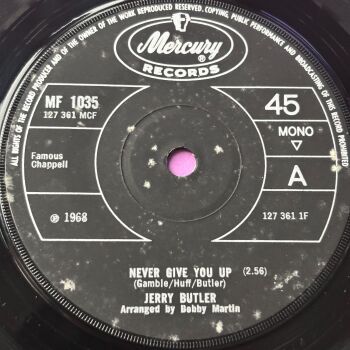 ALL RIGHTS OF THE RECORD PRODUCER AND OF THE OWNER OF THE WORK REPRODUCED RESERVED. COPYING, PUBLIC PERFORMANCE AND BROADCASTING OF THIS RECORD PROHIBITED
Mercury
RECORDS
MF 1035
127 361 MCF
45
MONO
Famous
Chappell
A
℗ 1968
127 361 1F
NEVER GIVE YOU UP (2.56)
(Gamble/Huff/Butler)
JERRY BUTLER
Arranged by Bobby Martin